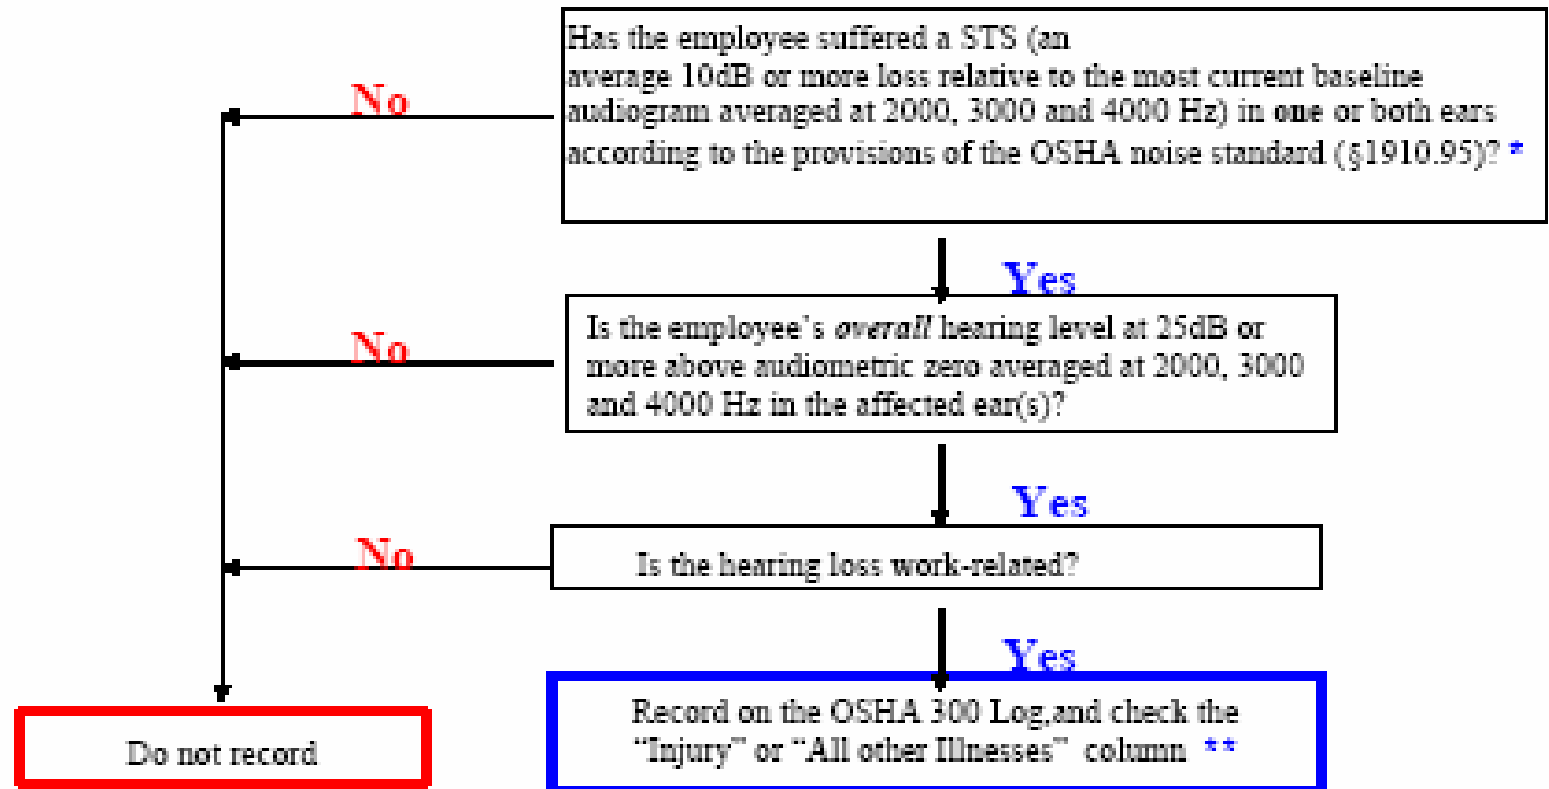 Has the employee suffered a STS (an
average 10dB or more loss relative to the most current baseline
audiogram averaged at 2000, 3000 and 4000 Hz) in one or both ears
according to the provisions of the OSHA noise standard (§1910.95)? *
No
Yes
Is the employee's overall hearing level at 25dB or
more above audiometric zero averaged at 2000, 3000
and 4000 Hz in the affected ear(s)?
No
Yes
Is the hearing loss work-related?
No
Yes
Record on the OSHA 300 Log,and check the
"Injury" or "All other Illnesses" column **
Do not record